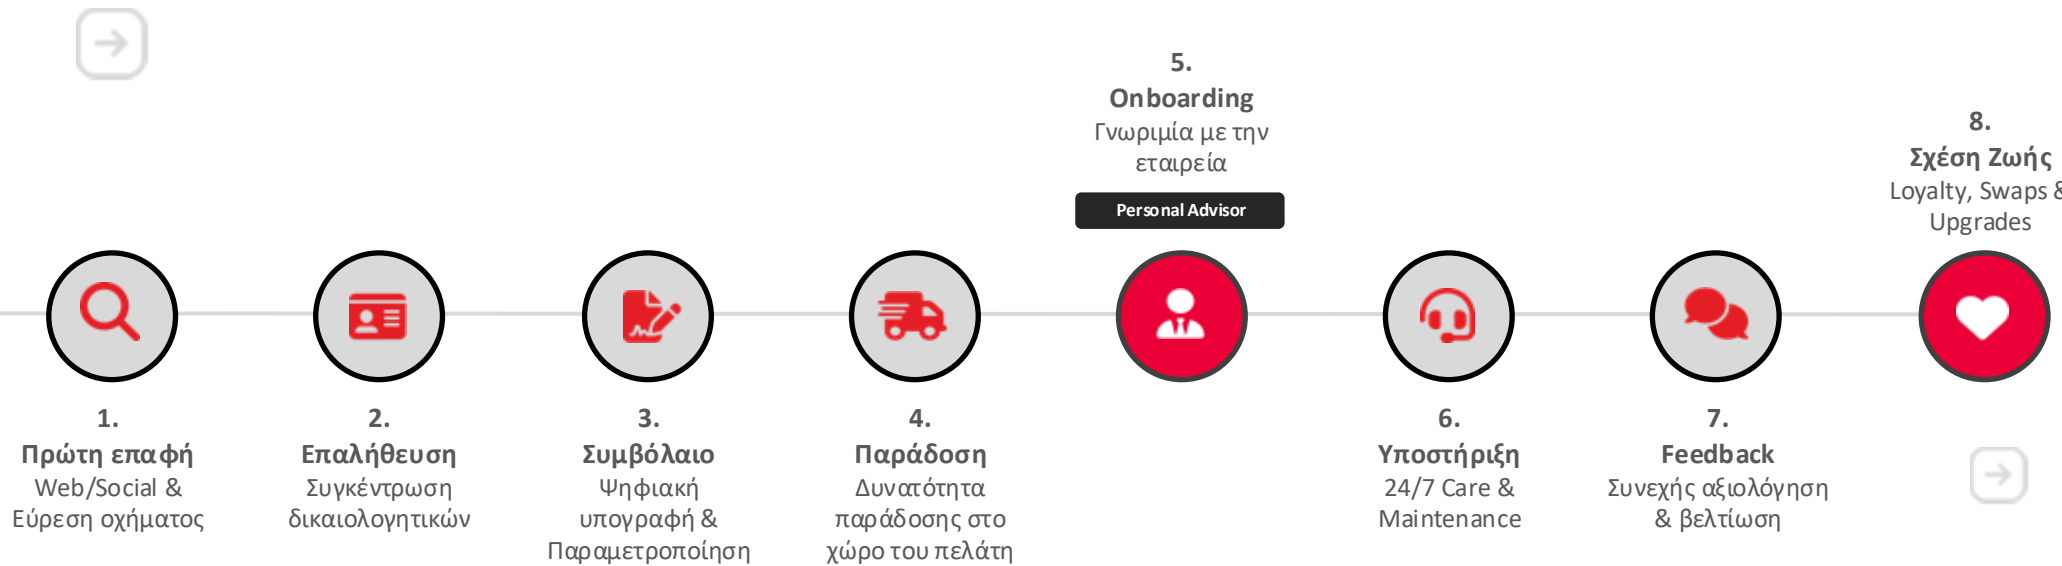 1.
Πρώτη επαφή
Web/Social &
Εύρεση οχήματος
2.
Επαλήθευση
Συγκέντρωση
δικαιολογητικών
3.
Συμβόλαιο
Ψηφιακή
υπογραφή &
Παραμετροποίηση
4.
Παράδοση
Δυνατότητα
παράδοσης στο
χώρο του πελάτη
5.
Onboarding
Γνωριμία με την
εταιρεία
Personal Advisor
6.
Υποστήριξη
24/7 Care &
Maintenance
7.
Feedback
Συνεχής αξιολόγηση
& βελτίωση
8.
Σχέση Ζωής
Loyalty, Swaps &
Upgrades